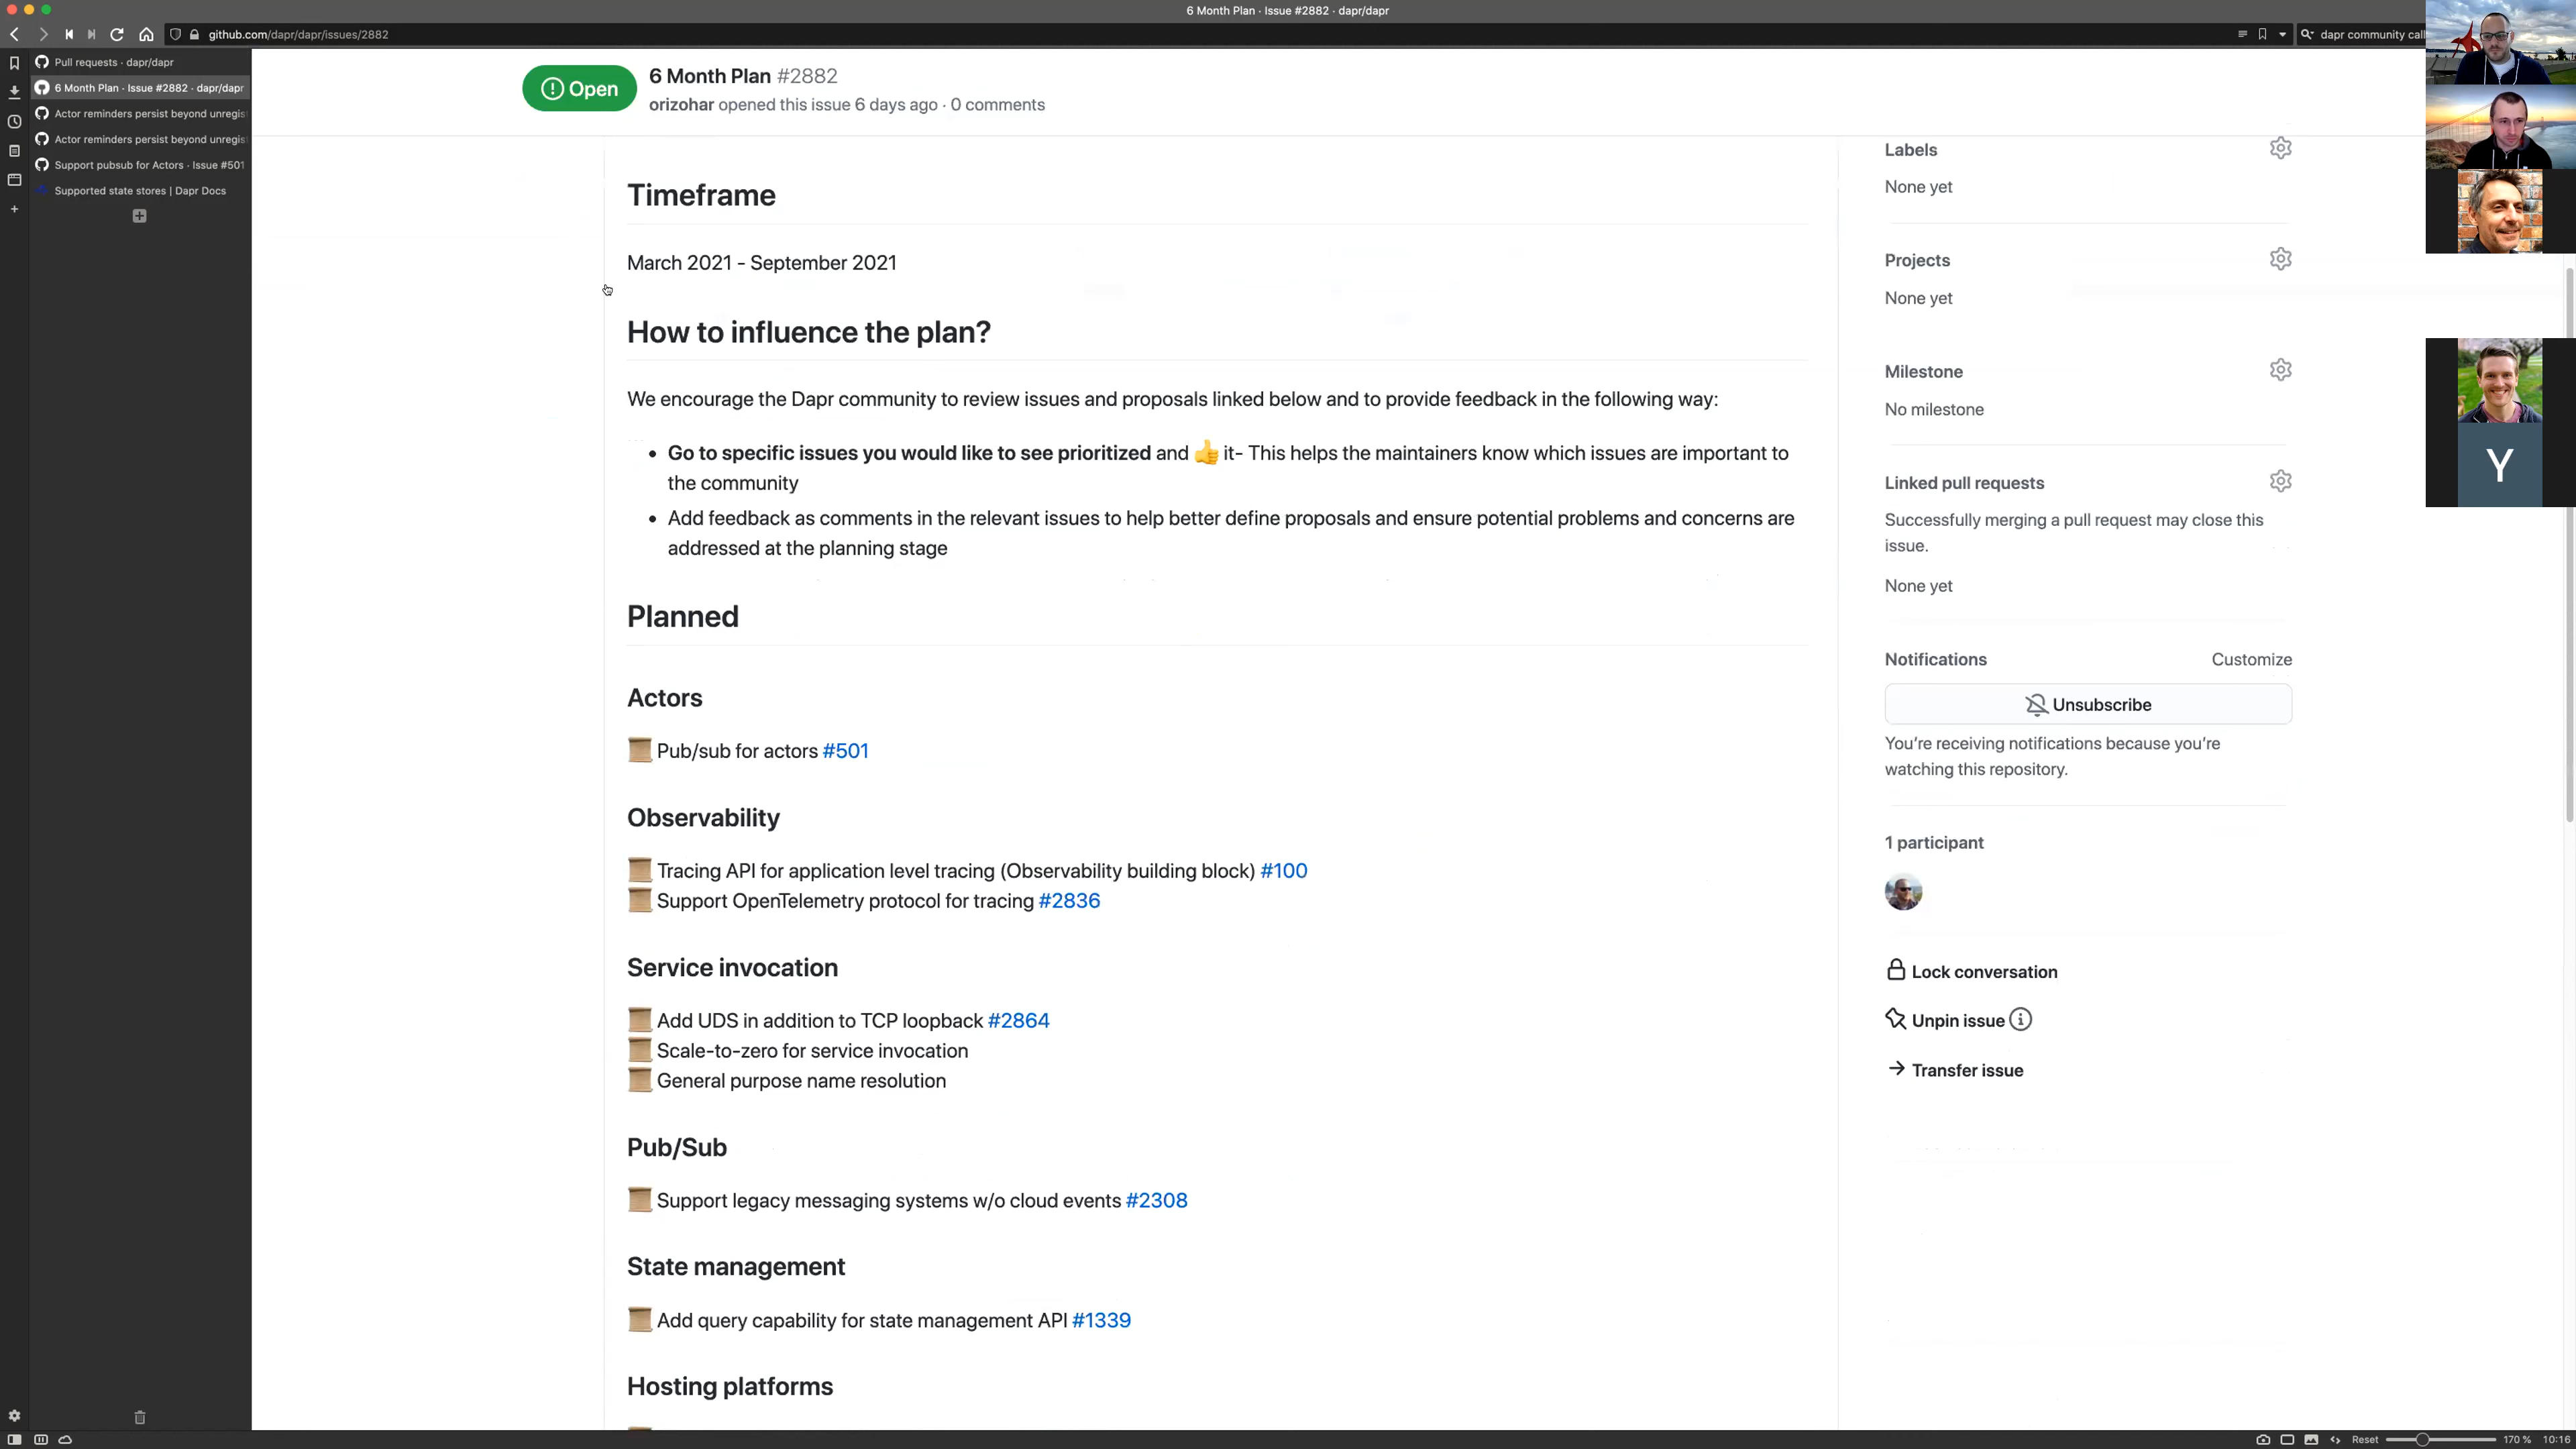 6 Month Plan · Issue #2882 · dapr/dapr
github.com/dapr/dapr/issues/2882
dapr community call
Pull requests · dapr/dapr
6 Month Plan · Issue #2882 · dapr/dapr
Actor reminders persist beyond unregis
Actor reminders persist beyond unregis
Support pubsub for Actors · Issue #501
Supported state stores | Dapr Docs
Open
6 Month Plan #2882
orizohar opened this issue 6 days ago · 0 comments
Timeframe
March 2021 - September 2021
How to influence the plan?
We encourage the Dapr community to review issues and proposals linked below and to provide feedback in the following way:
• Go to specific issues you would like to see prioritized and 👍 it- This helps the maintainers know which issues are important to
the community
• Add feedback as comments in the relevant issues to help better define proposals and ensure potential problems and concerns are
addressed at the planning stage
Planned
Actors
Pub/sub for actors #501
Observability
Tracing API for application level tracing (Observability building block) #100
Support OpenTelemetry protocol for tracing #2836
Service invocation
Add UDS in addition to TCP loopback #2864
Scale-to-zero for service invocation
General purpose name resolution
Pub/Sub
Support legacy messaging systems w/o cloud events #2308
State management
Add query capability for state management API #1339
Hosting platforms
Labels
None yet
Projects
None yet
Milestone
No milestone
Linked pull requests
Successfully merging a pull request may close this
issue.
None yet
Notifications Customize
Unsubscribe
You're receiving notifications because you're
watching this repository.
1 participant
Lock conversation
Unpin issue
Transfer issue
Y
Reset 170 % 10:16